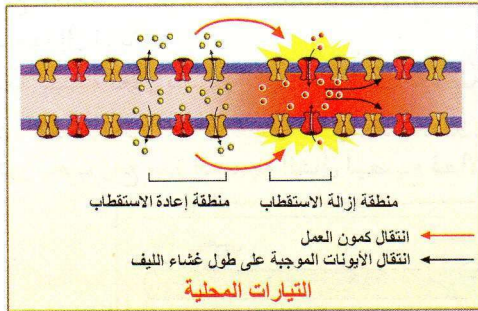 منطقة إزالة الاستقطاب
منطقة إعادة الاستقطاب
انتقال كمون العمل
انتقال الأيونات الموجبة على طول غشاء الليف
التيارات المحلية